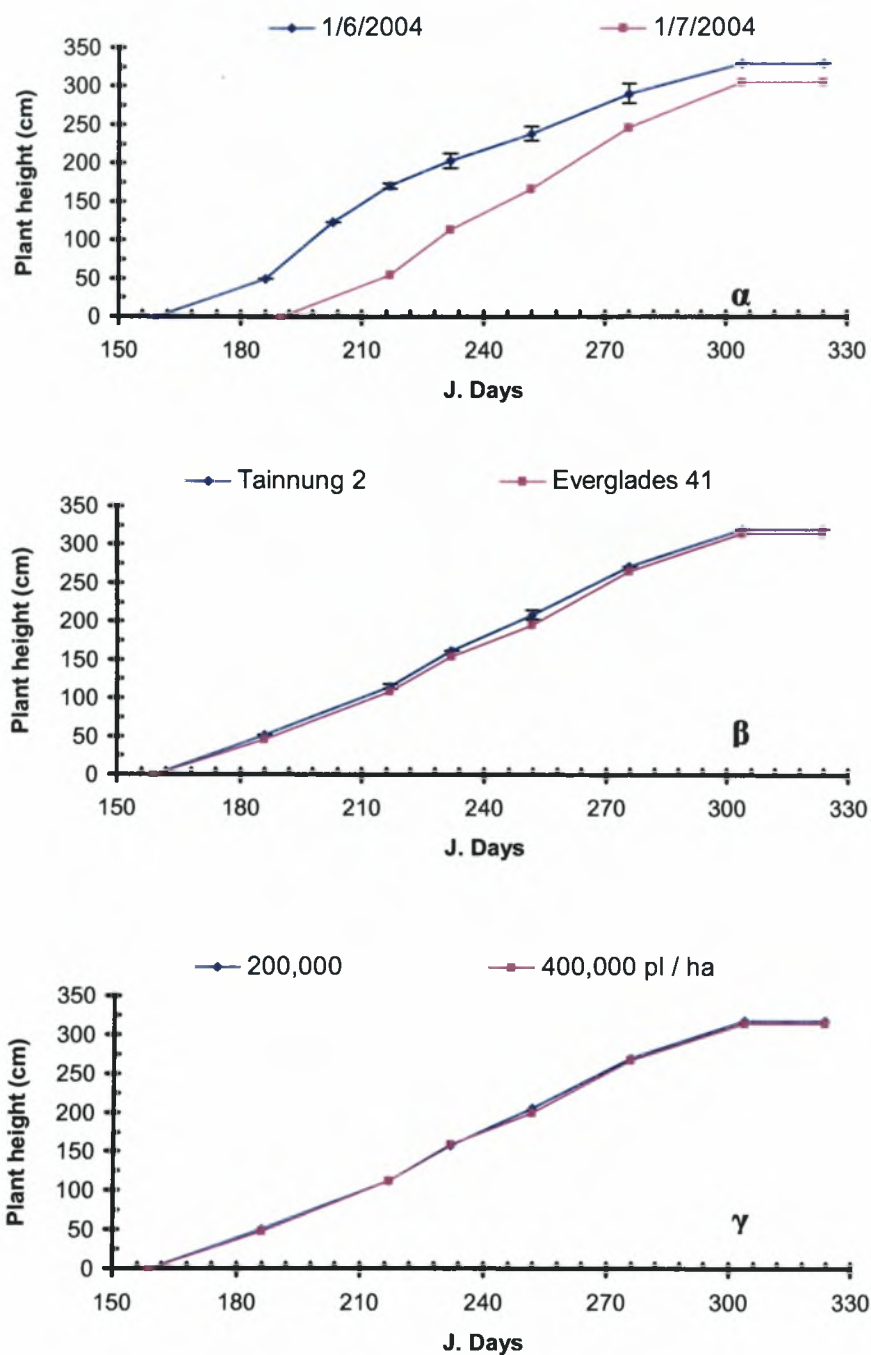 1/6/2004 1/7/2004
350
300
250
200
150
100
50
0
Plant height (cm)
α
150 180 210 240 270 300 330
J. Days
Tainnung 2 Everglades 41
350
300
250
200
150
100
50
0
Plant height (cm)
β
150 180 210 240 270 300 330
J. Days
200,000 400,000 pl / ha
350
300
250
200
150
100
50
0
Plant height (cm)
γ
150 180 210 240 270 300 330
J. Days